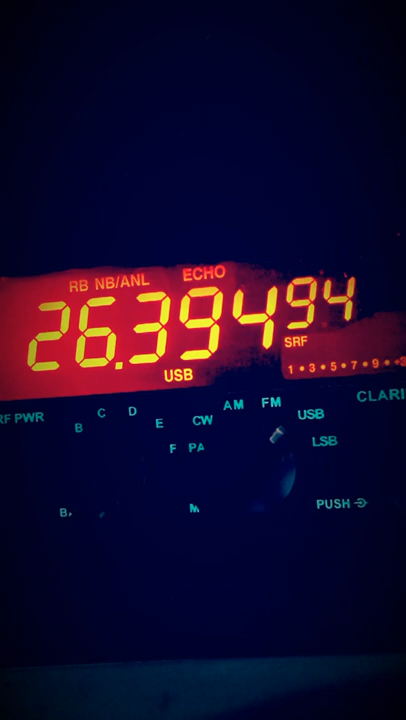 RB NB/ANL ECHO
26.39494
SRF
1•3•5•7•9••3
USB
RF PWR B C D E CW AM FM USB CLARI
F PA LSB
B. M PUSH